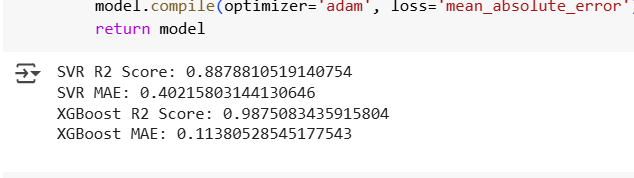 model.compile(optimizer='adam', loss='mean_absolute_error')
return model
SVR R2 Score: 0.8878810519140754
SVR MAE: 0.40215803144130646
XGBoost R2 Score: 0.9875083435915804
XGBoost MAE: 0.11380528545177543